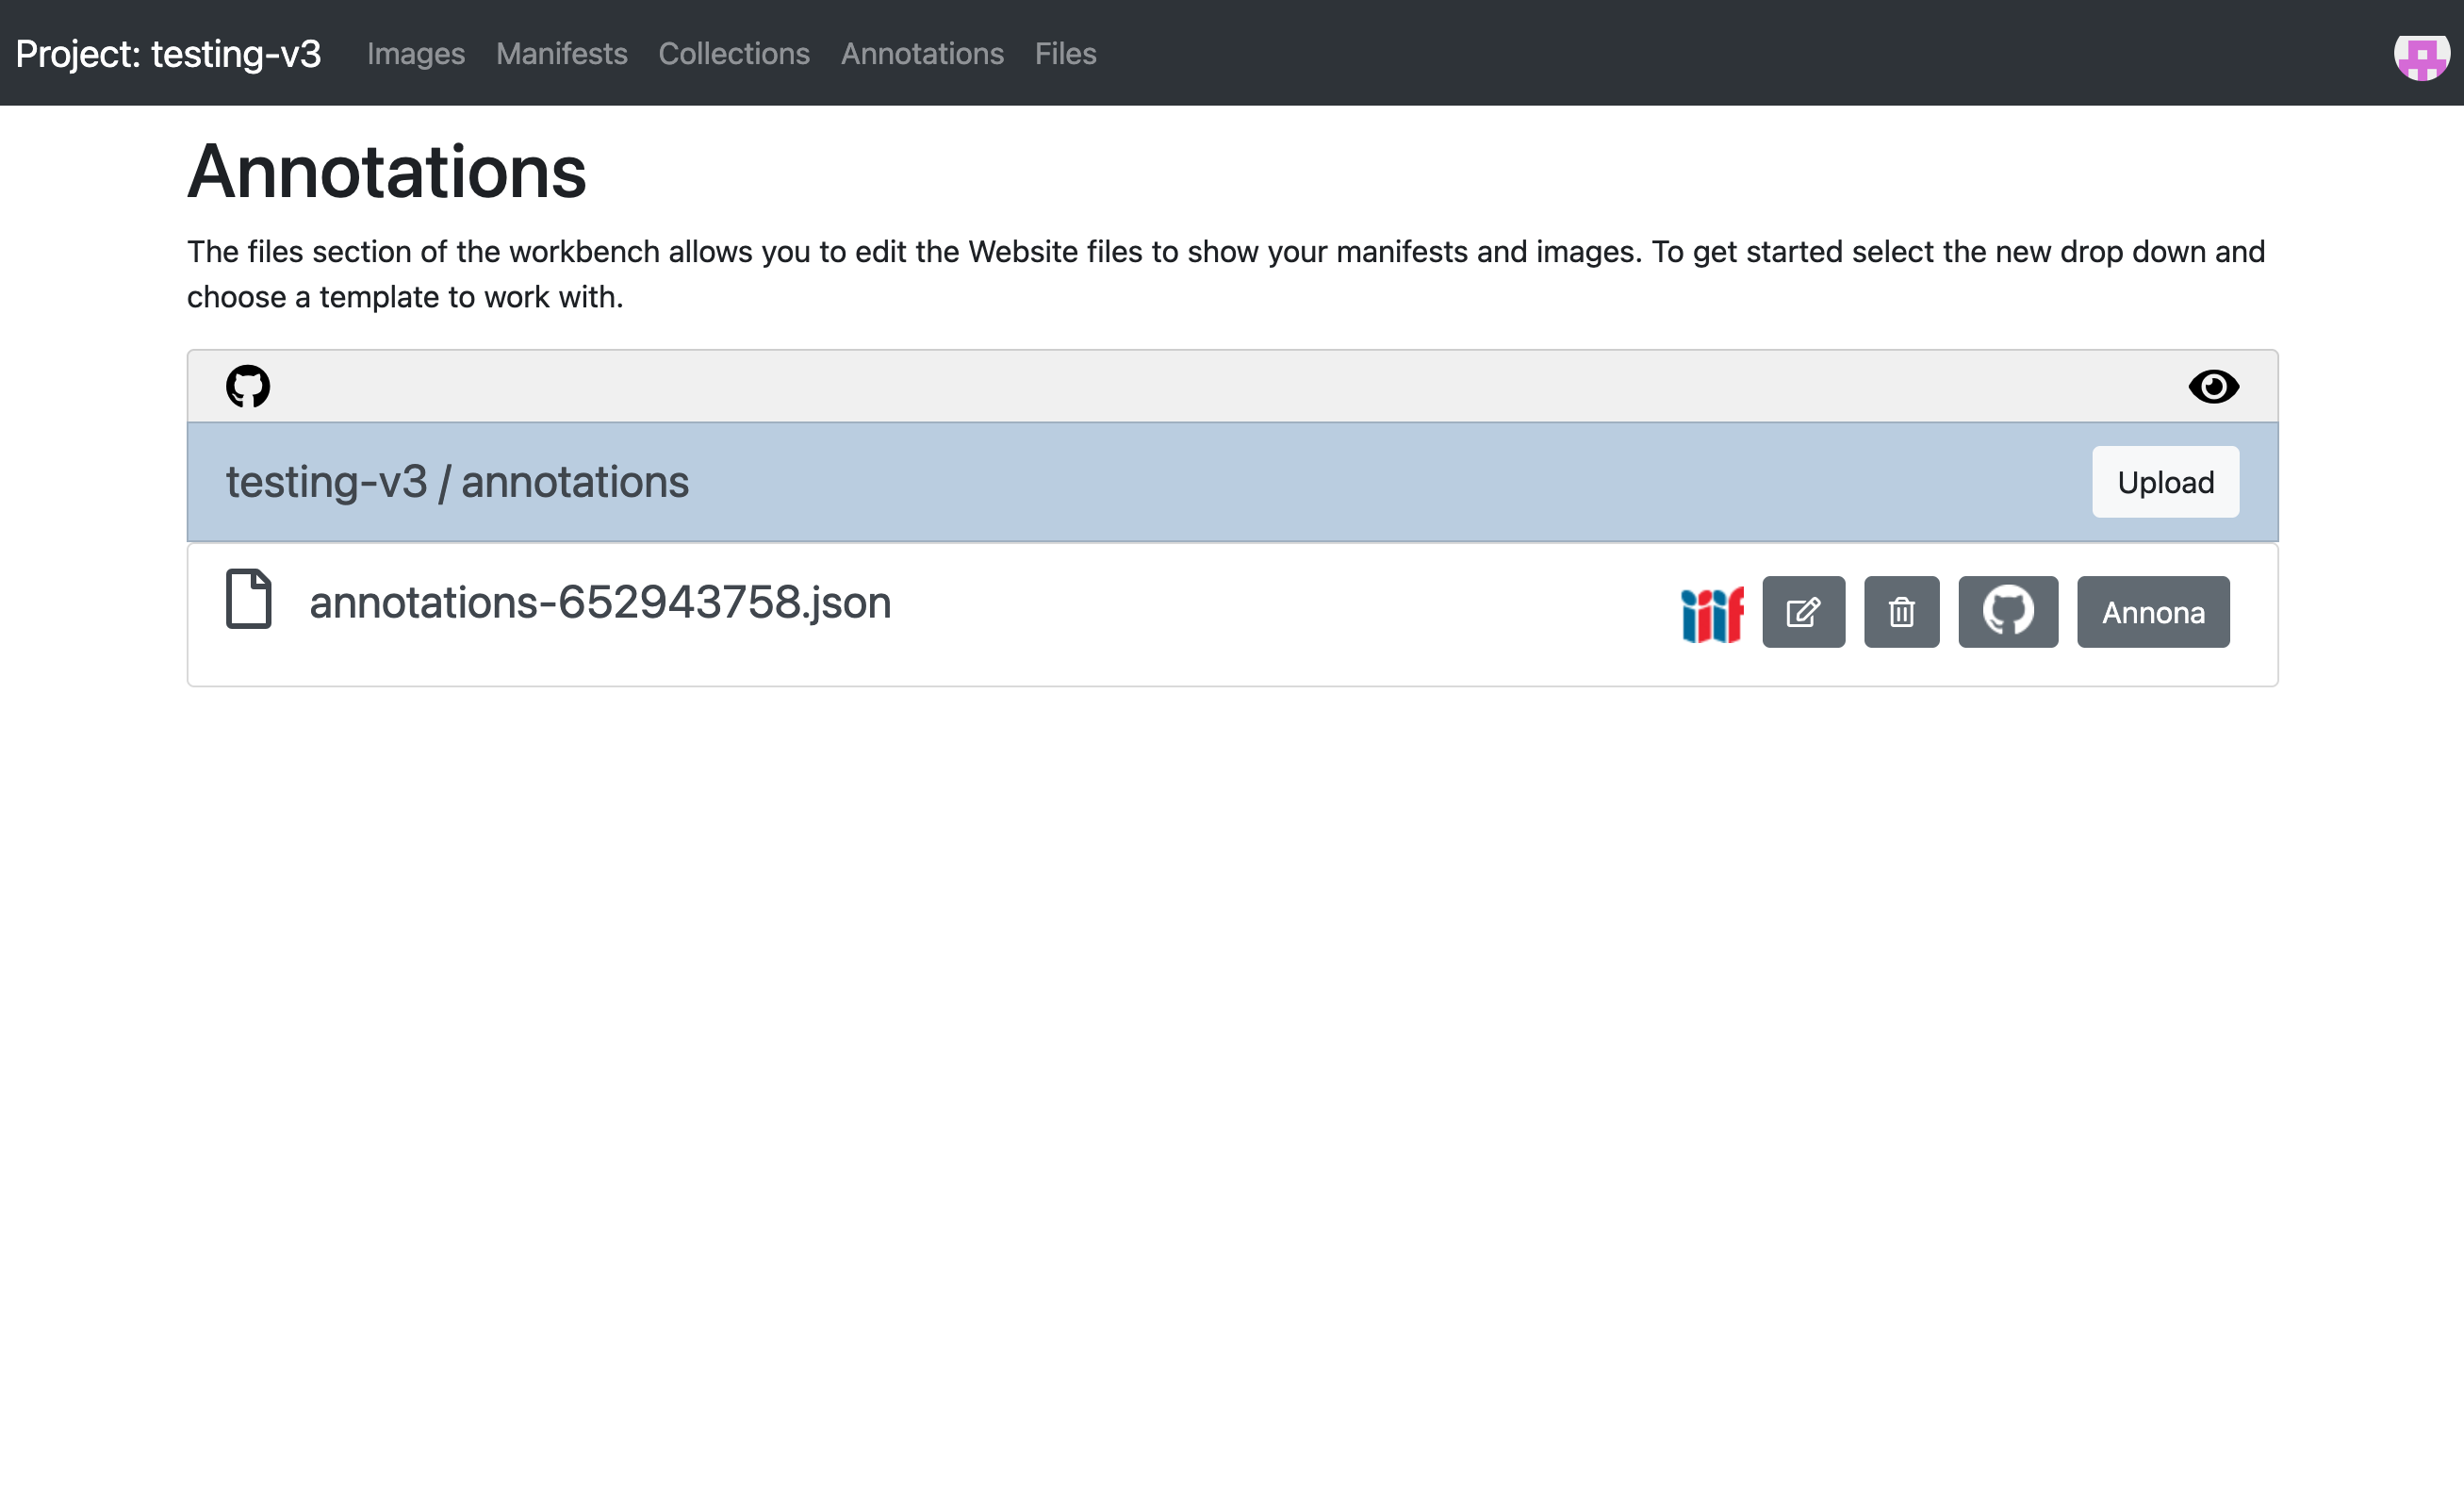 Project: testing-v3 Images Manifests Collections Annotations Files
Annotations
The files section of the workbench allows you to edit the Website files to show your manifests and images. To get started select the new drop down and
choose a template to work with.
testing-v3 / annotations Upload
annotations-652943758.json iiif Annona